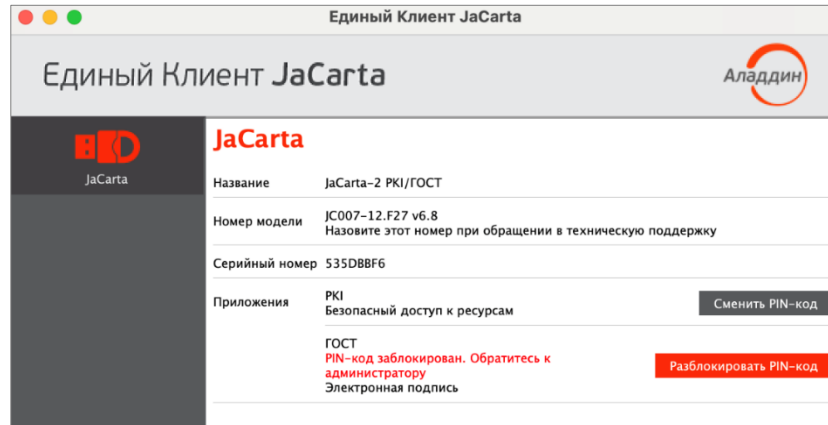 Единый Клиент JaCarta
Единый Клиент JaCarta
Аладдин
JaCarta
JaCarta
Название JaCarta-2 PKI/ГОСТ
Номер модели JC007-12.F27 v6.8
Назовите этот номер при обращении в техническую поддержку
Серийный номер 535DBBF6
Приложения PKI
Безопасный доступ к ресурсам
Сменить PIN-код
ГОСТ
PIN-код заблокирован. Обратитесь к
администратору
Электронная подпись
Разблокировать PIN-код